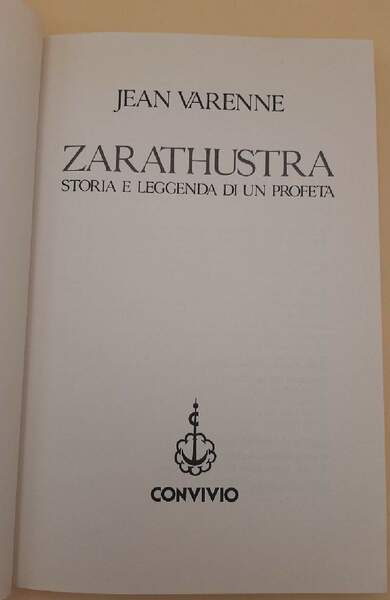 JEAN VARENNE
ZARATHUSTRA
STORIA E LEGGENDA DI UN PROFETA
CONVIVIO